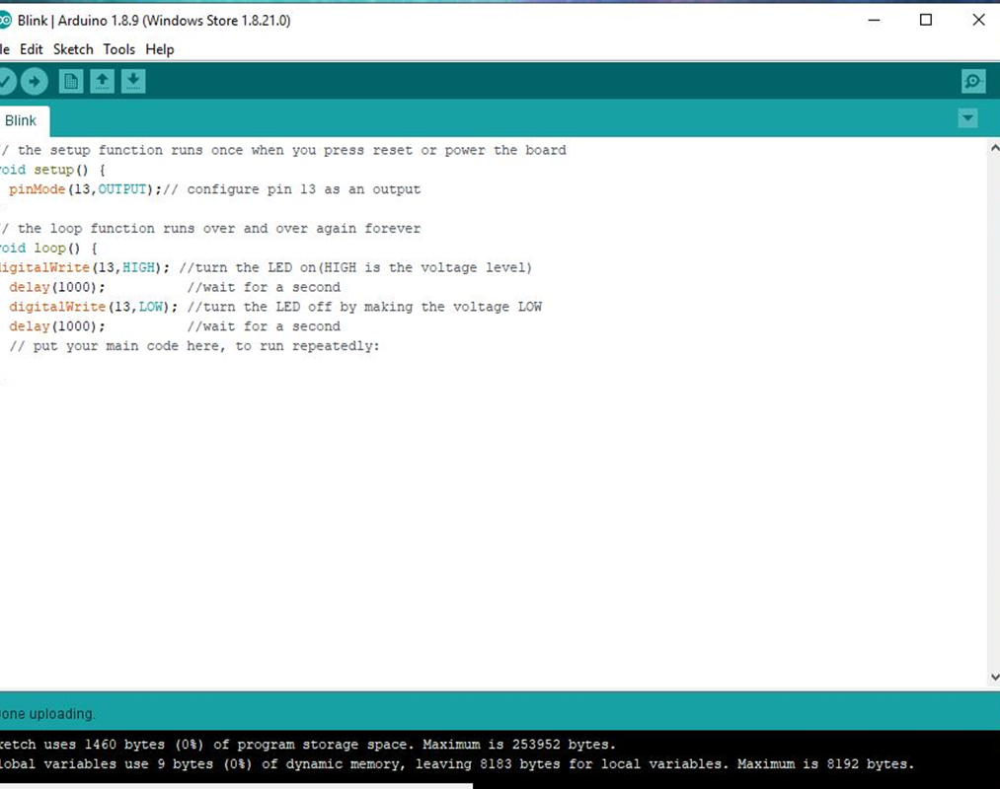 Blink | Arduino 1.8.9 (Windows Store 1.8.21.0)
le Edit Sketch Tools Help
Blink
/ the setup function runs once when you press reset or power the board
void setup() {
pinMode(13,OUTPUT);// configure pin 13 as an output
/ the loop function runs over and over again forever
void loop() {
digitalWrite(13,HIGH); //turn the LED on(HIGH is the voltage level)
delay(1000); //wait for a second
digitalWrite(13,LOW); //turn the LED off by making the voltage LOW
delay(1000); //wait for a second
// put your main code here, to run repeatedly:
one uploading.
retch uses 1460 bytes (0%) of program storage space. Maximum is 253952 bytes.
lobal variables use 9 bytes (0%) of dynamic memory, leaving 8183 bytes for local variables. Maximum is 8192 bytes.